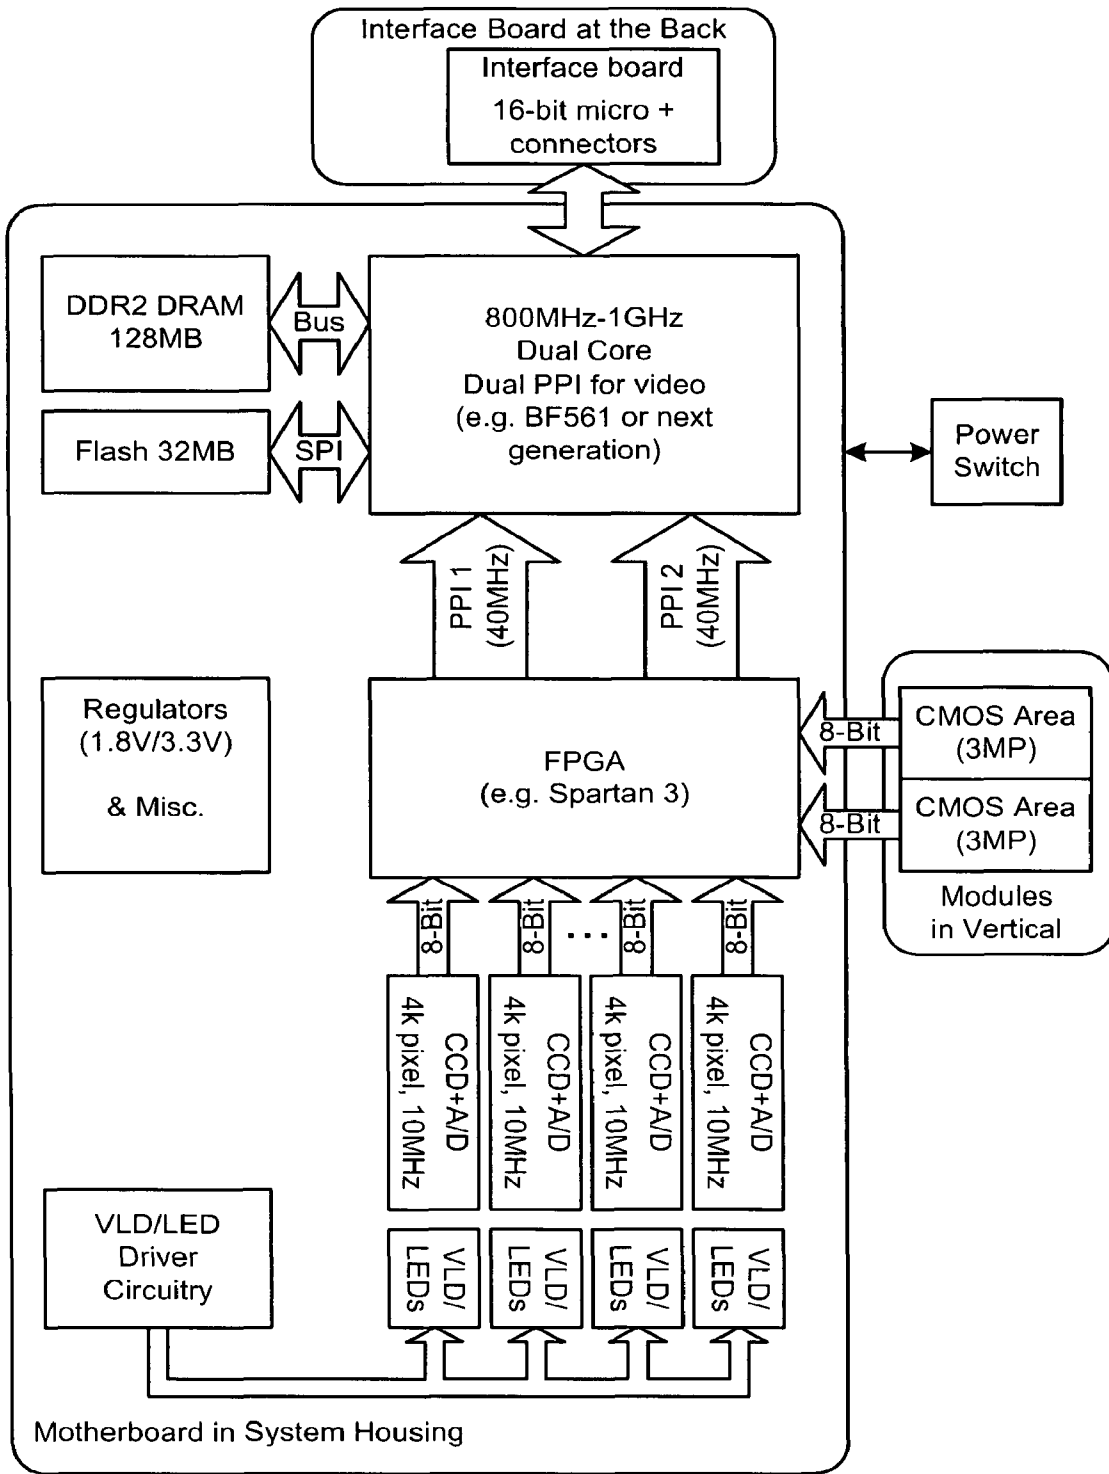 Interface Board at the Back
Interface board
16-bit micro +
connectors
DDR2 DRAM
128MB
Bus
800MHz-1GHz
Dual Core
Dual PPI for video
(e.g. BF561 or next
generation)
Flash 32MB
SPI
Power
Switch
PPI 1
(40MHz)
PPI 2
(40MHz)
Regulators
(1.8V/3.3V)
& Misc.
FPGA
(e.g. Spartan 3)
8-Bit
CMOS Area
(3MP)
8-Bit
CMOS Area
(3MP)
Modules
in Vertical
8-Bit
8-Bit
...
8-Bit
8-Bit
CCD+A/D
4k pixel, 10MHz
CCD+A/D
4k pixel, 10MHz
CCD+A/D
4k pixel, 10MHz
CCD+A/D
4k pixel, 10MHz
VLD/LED
Driver
Circuitry
VLD/
LEDs
VLD/
LEDs
VLD/
LEDs
VLD/
LEDs
Motherboard in System Housing